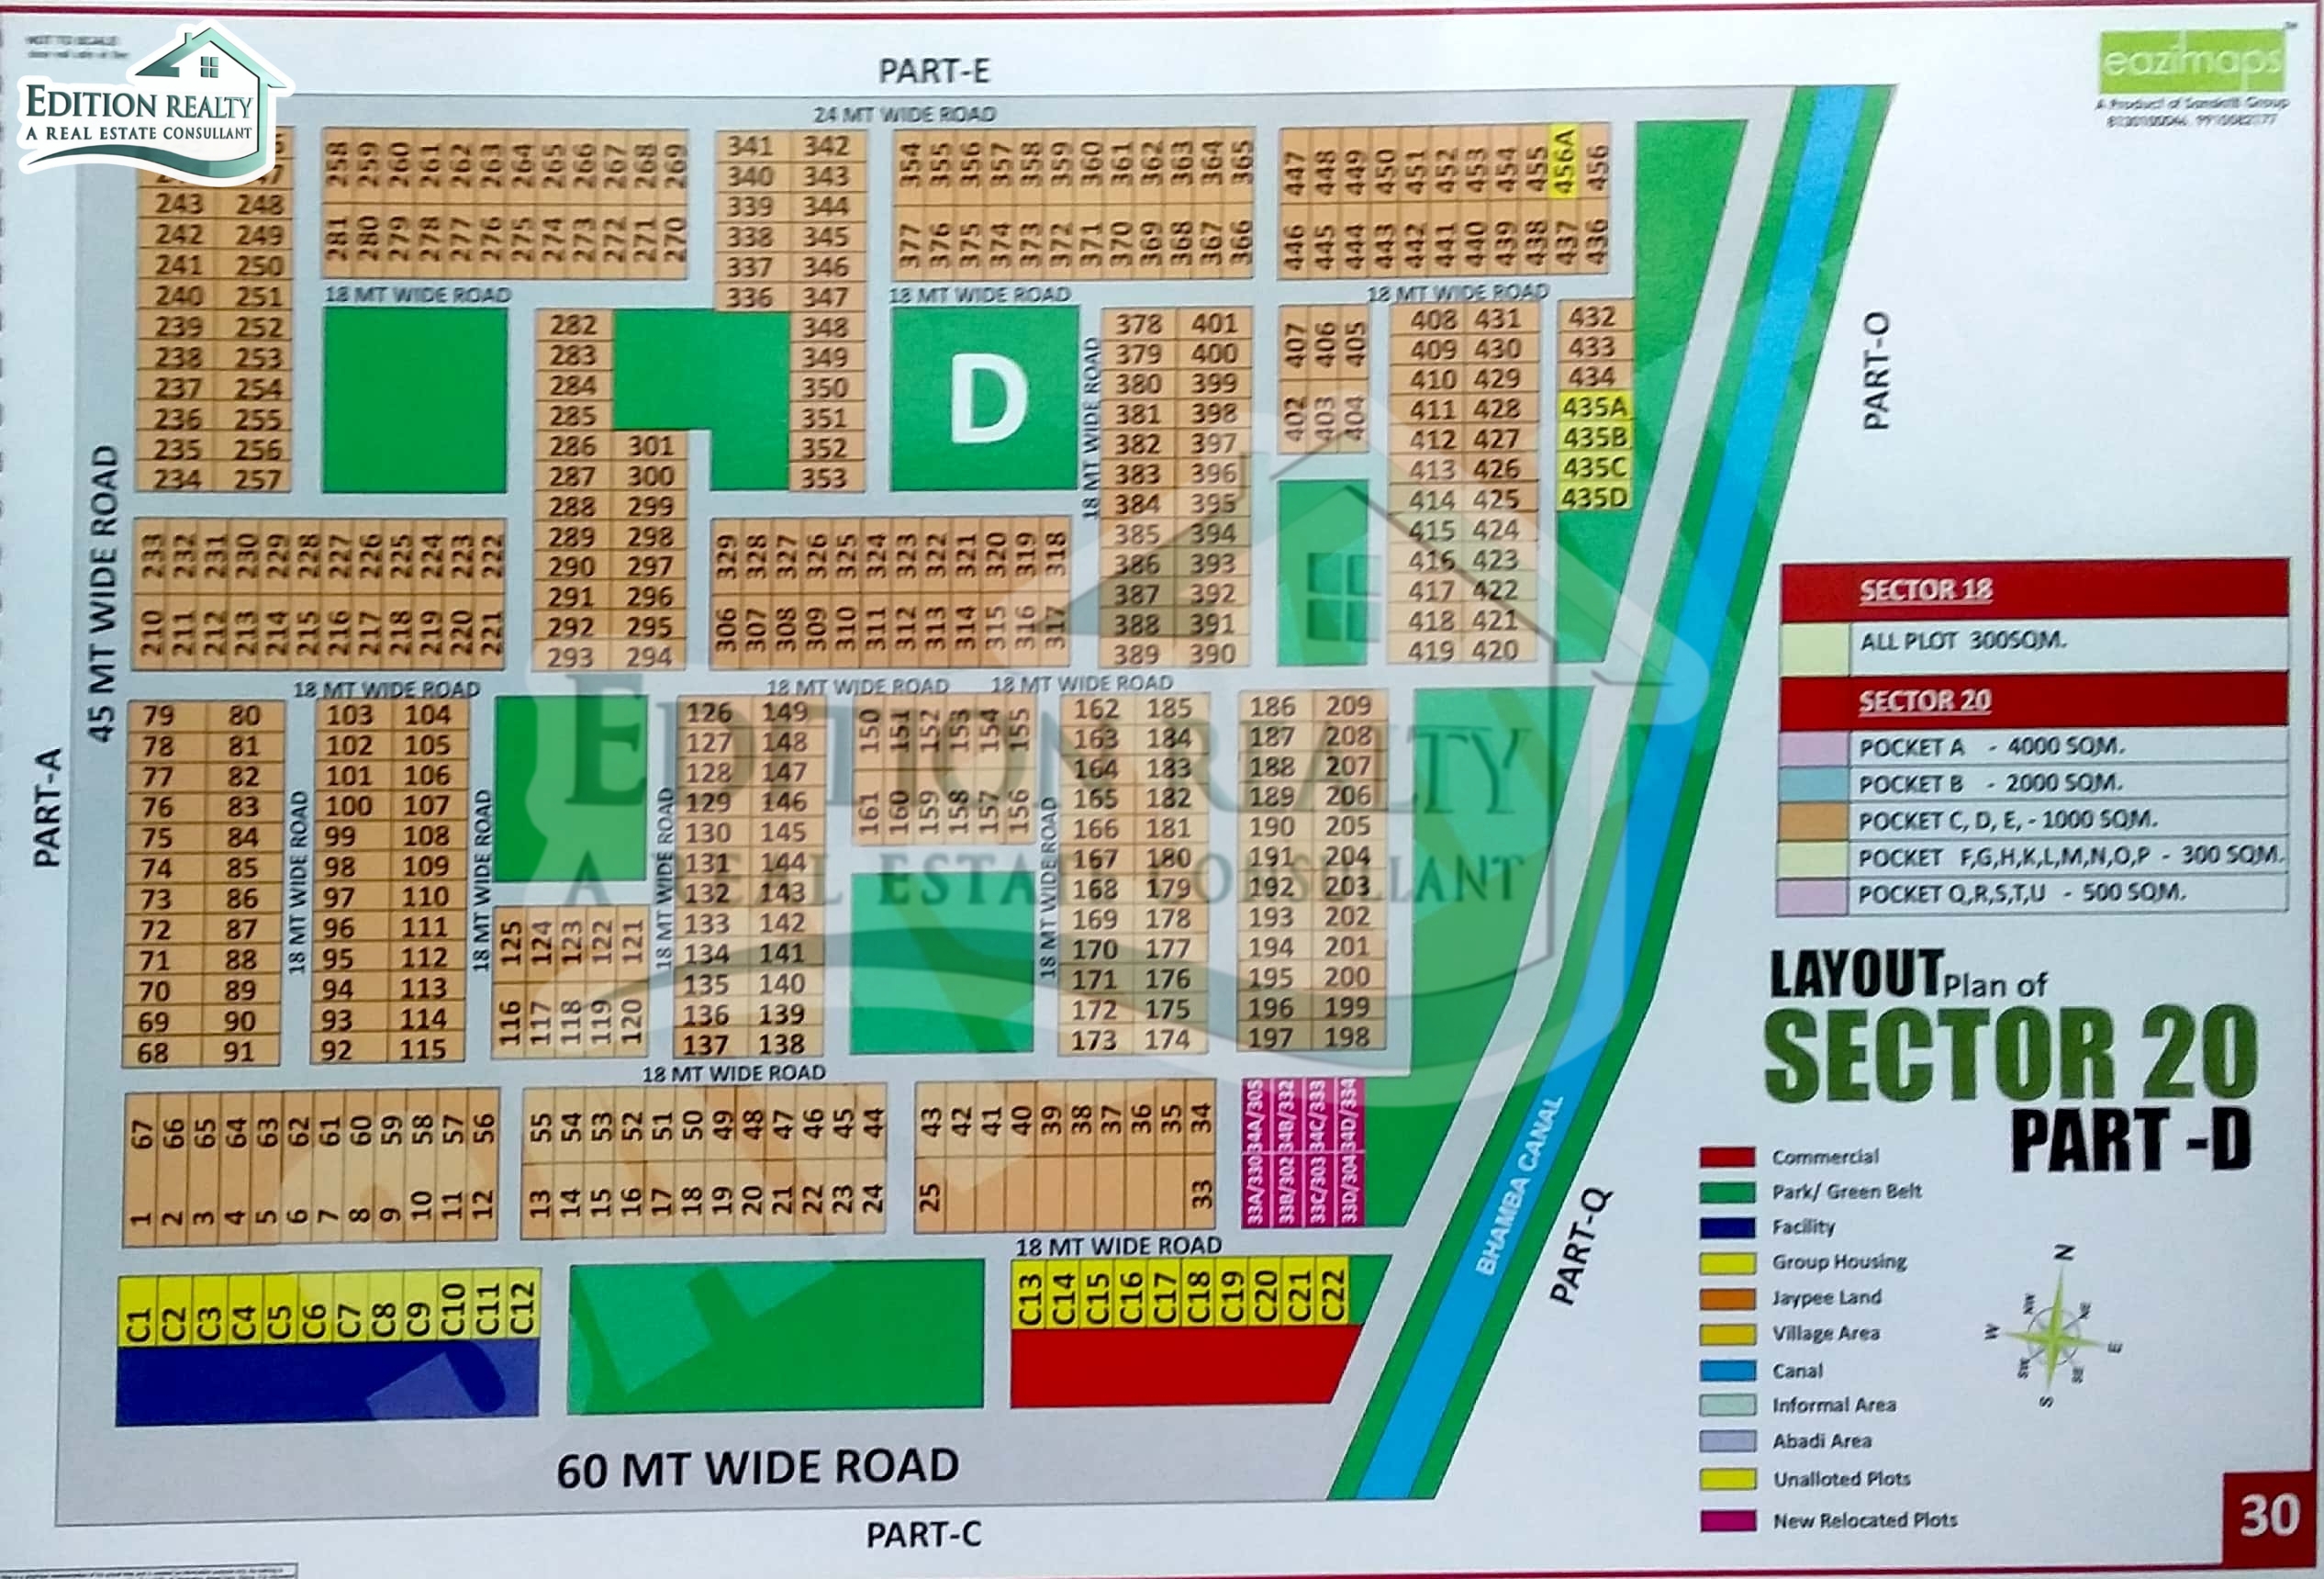 EDITION REALTY
A REAL ESTATE CONSULLANT
eazimaps
A Product of Sandesh Group
PART-E
24 MT WIDE ROAD
341 342
340 343
339 344
338 345
337 346
336 347
348
349
350
351
352
353
243 248
242 249
241 250
240 251
239 252
238 253
237 254
236 255
235 256
234 257
258 259 260 261 262 263 264 265 266 267 268 269
281 280 279 278 277 276 275 274 273 272 271 270
354 355 356 357 358 359 360 361 362 363 364 365
377 376 375 374 373 372 371 370 369 368 367 366
447 448 449 450 451 452 453 454 455 456A 456
446 445 444 443 442 441 440 439 438 437 436
18 MT WIDE ROAD
18 MT WIDE ROAD
18 MT WIDE ROAD
D
282
283
284
285
286 301
287 300
288 299
289 298
290 297
291 296
292 295
293 294
18 MT WIDE ROAD
378 401
379 400
380 399
381 398
382 397
383 396
384 395
385 394
386 393
387 392
388 391
389 390
407 406 405
402 403 404
408 431
409 430
410 429
411 428
412 427
413 426
414 425
415 424
416 423
417 422
418 421
419 420
432
433
434
435A
435B
435C
435D
PART-O
45 MT WIDE ROAD
PART-A
233 232 231 230 229 228 227 226 225 224 223 222
210 211 212 213 214 215 216 217 218 219 220 221
329 328 327 326 325 324 323 322 321 320 319 318
306 307 308 309 310 311 312 313 314 315 316 317
18 MT WIDE ROAD
18 MT WIDE ROAD
18 MT WIDE ROAD
79 80
78 81
77 82
76 83
75 84
74 85
73 86
72 87
71 88
70 89
69 90
68 91
18 MT WIDE ROAD
103 104
102 105
101 106
100 107
99 108
98 109
97 110
96 111
95 112
94 113
93 114
92 115
18 MT WIDE ROAD
125 124 123 122 121
116 117 118 119 120
18 MT WIDE ROAD
126 149
127 148
128 147
129 146
130 145
131 144
132 143
133 142
134 141
135 140
136 139
137 138
150 151 152 153 154 155
161 160 159 158 157 156
18 MT WIDE ROAD
162 185
163 184
164 183
165 182
166 181
167 180
168 179
169 178
170 177
171 176
172 175
173 174
186 209
187 208
188 207
189 206
190 205
191 204
192 203
193 202
194 201
195 200
196 199
197 198
EDITION REALTY
A REAL ESTATE CONSULLANT
18 MT WIDE ROAD
67 66 65 64 63 62 61 60 59 58 57 56
1 2 3 4 5 6 7 8 9 10 11 12
55 54 53 52 51 50 49 48 47 46 45 44
13 14 15 16 17 18 19 20 21 22 23 24
43 42 41 40 39 38 37 36 35 34
25 33
34A/305 34B/332 34C/333 34D/334
33A/330 33B/302 33C/303 33D/304
18 MT WIDE ROAD
C1 C2 C3 C4 C5 C6 C7 C8 C9 C10 C11 C12
C13 C14 C15 C16 C17 C18 C19 C20 C21 C22
BHAMBA CANAL
PART-Q
60 MT WIDE ROAD
PART-C
SECTOR 18
ALL PLOT 300SQM.
SECTOR 20
POCKET A - 4000 SQM.
POCKET B - 2000 SQM.
POCKET C, D, E, - 1000 SQM.
POCKET F,G,H,K,L,M,N,O,P - 300 SQM.
POCKET Q,R,S,T,U - 500 SQM.
LAYOUT Plan of
SECTOR 20
PART -D
Commercial
Park/ Green Belt
Facility
Group Housing
Jaypee Land
Village Area
Canal
Informal Area
Abadi Area
Unalloted Plots
New Relocated Plots
N
NE
E
SE
S
SW
W
NW
30